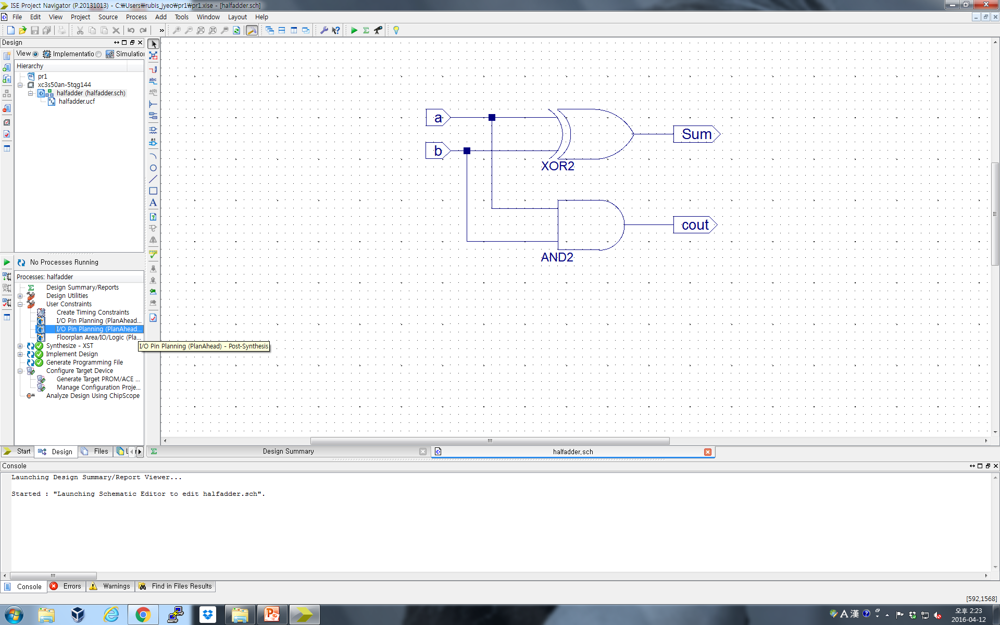 ISE Project Navigator (P.20131013) - C:₩Users₩rubis_jyeo₩pr1₩pr1.xise - [halfadder.sch]
File Edit View Project Source Process Add Tools Window Layout Help
Design
View Implementatio Simulation
Hierarchy
pr1
xc3s50an-5tqg144
halfadder (halfadder.sch)
halfadder.ucf
No Processes Running
Processes: halfadder
Design Summary/Reports
Design Utilities
User Constraints
Create Timing Constraints
I/O Pin Planning (PlanAhead...
I/O Pin Planning (PlanAhead...
Floorplan Area/IO/Logic (Pla...
Synthesize - XST
I/O Pin Planning (PlanAhead) - Post-Synthesis
Implement Design
Generate Programming File
Configure Target Device
Generate Target PROM/ACE ...
Manage Configuration Proje...
Analyze Design Using ChipScope
Start Design Files
a
b
XOR2
Sum
AND2
cout
Design Summary
halfadder.sch
Console
Launching Design Summary/Report Viewer...
Started : "Launching Schematic Editor to edit halfadder.sch".
Console Errors Warnings Find in Files Results
[592,1568]
A 漢
오후 2:23
2016-04-12